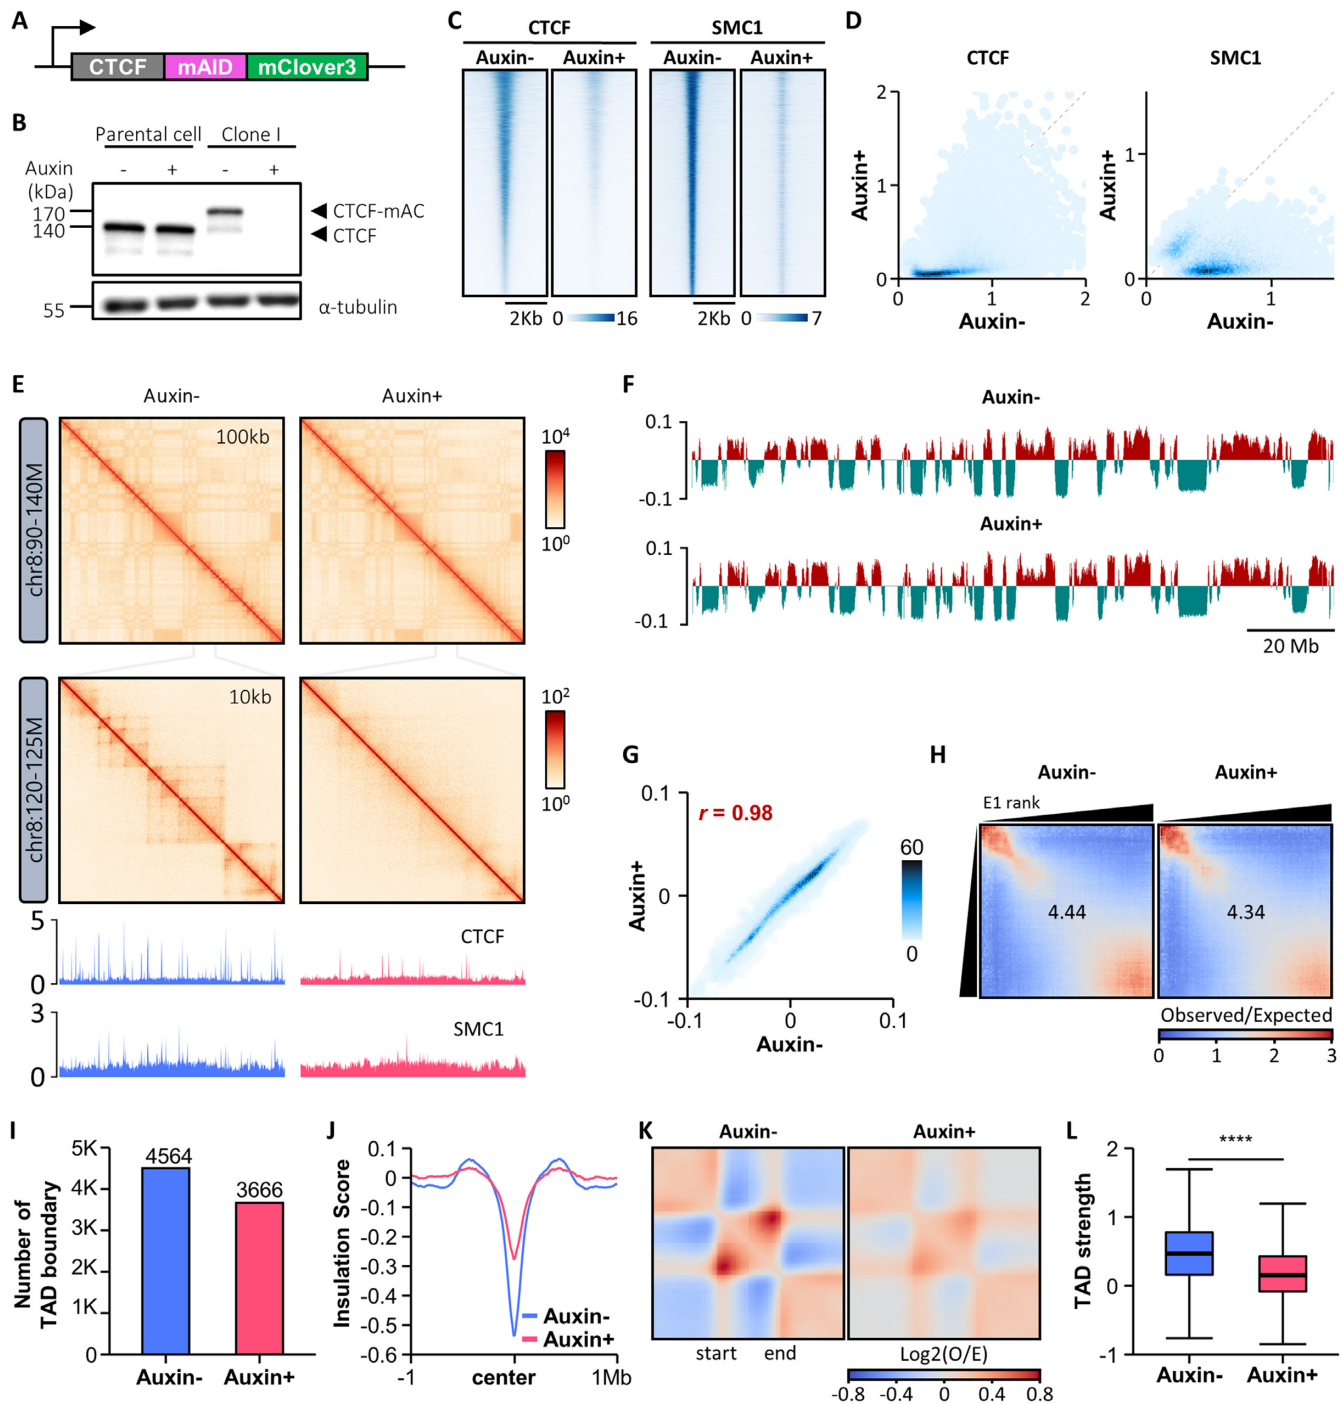 A
CTCF mAID mClover3
B
Parental cell Clone I
Auxin - + - +
(kDa)
170
140
CTCF-mAC
CTCF
55
α-tubulin
C
CTCF SMC1
Auxin- Auxin+ Auxin- Auxin+
2Kb 0 16 2Kb 0 7
D
CTCF SMC1
Auxin+
2
1
0
0 1 2
Auxin-
1
0
0 1
Auxin-
E
Auxin- Auxin+
chr8:90-140M
100kb
10⁴
10⁰
chr8:120-125M
10kb
10²
10⁰
5
0
CTCF
3
0
SMC1
F
Auxin-
0.1
-0.1
Auxin+
0.1
-0.1
20 Mb
G
r = 0.98
Auxin+
0.1
0
-0.1
-0.1 0 0.1
Auxin-
60
0
H
Auxin- Auxin+
E1 rank
4.44 4.34
Observed/Expected
0 1 2 3
I
Number of
TAD boundary
5K
4K
3K
2K
1K
0
4564
3666
Auxin- Auxin+
J
Insulation Score
0.1
0
-0.1
-0.2
-0.3
-0.4
-0.5
-0.6
Auxin-
Auxin+
-1 center 1Mb
K
Auxin- Auxin+
start end
Log2(O/E)
-0.8 -0.4 0 0.4 0.8
L
TAD strength
2
1
0
-1
****
Auxin- Auxin+